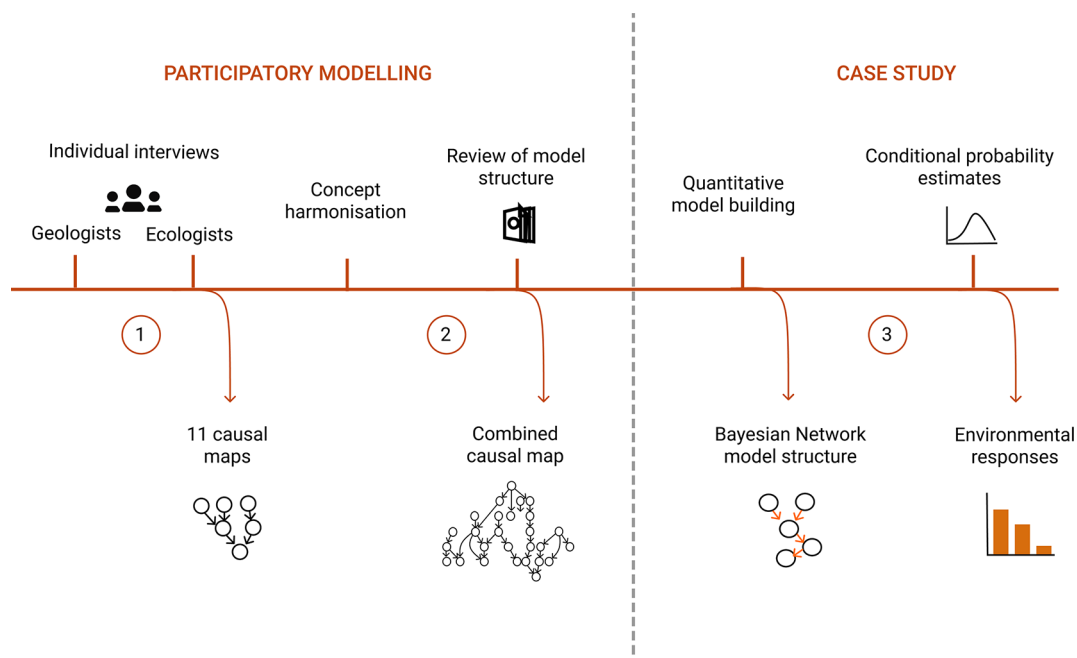 PARTICIPATORY MODELLING
CASE STUDY
Individual interviews
Geologists
Ecologists
Concept
harmonisation
Review of model
structure
Quantitative
model building
Conditional probability
estimates
1
2
3
11 causal
maps
Combined
causal map
Bayesian Network
model structure
Environmental
responses